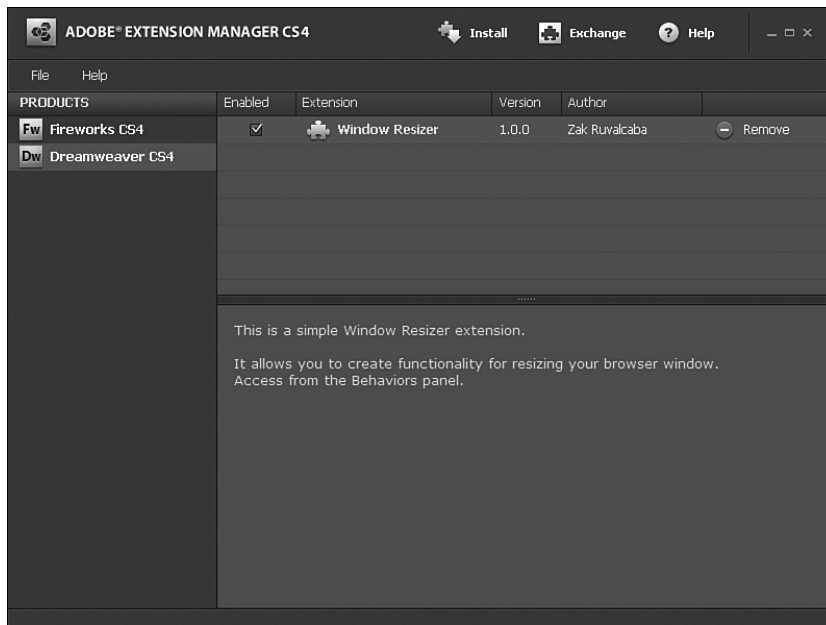 ADOBE® EXTENSION MANAGER CS4
Install
Exchange
? Help
File Help
PRODUCTS
Enabled Extension Version Author
Fw Fireworks CS4
Window Resizer 1.0.0 Zak Ruvalcaba Remove
Dw Dreamweaver CS4
This is a simple Window Resizer extension.
It allows you to create functionality for resizing your browser window.
Access from the Behaviors panel.